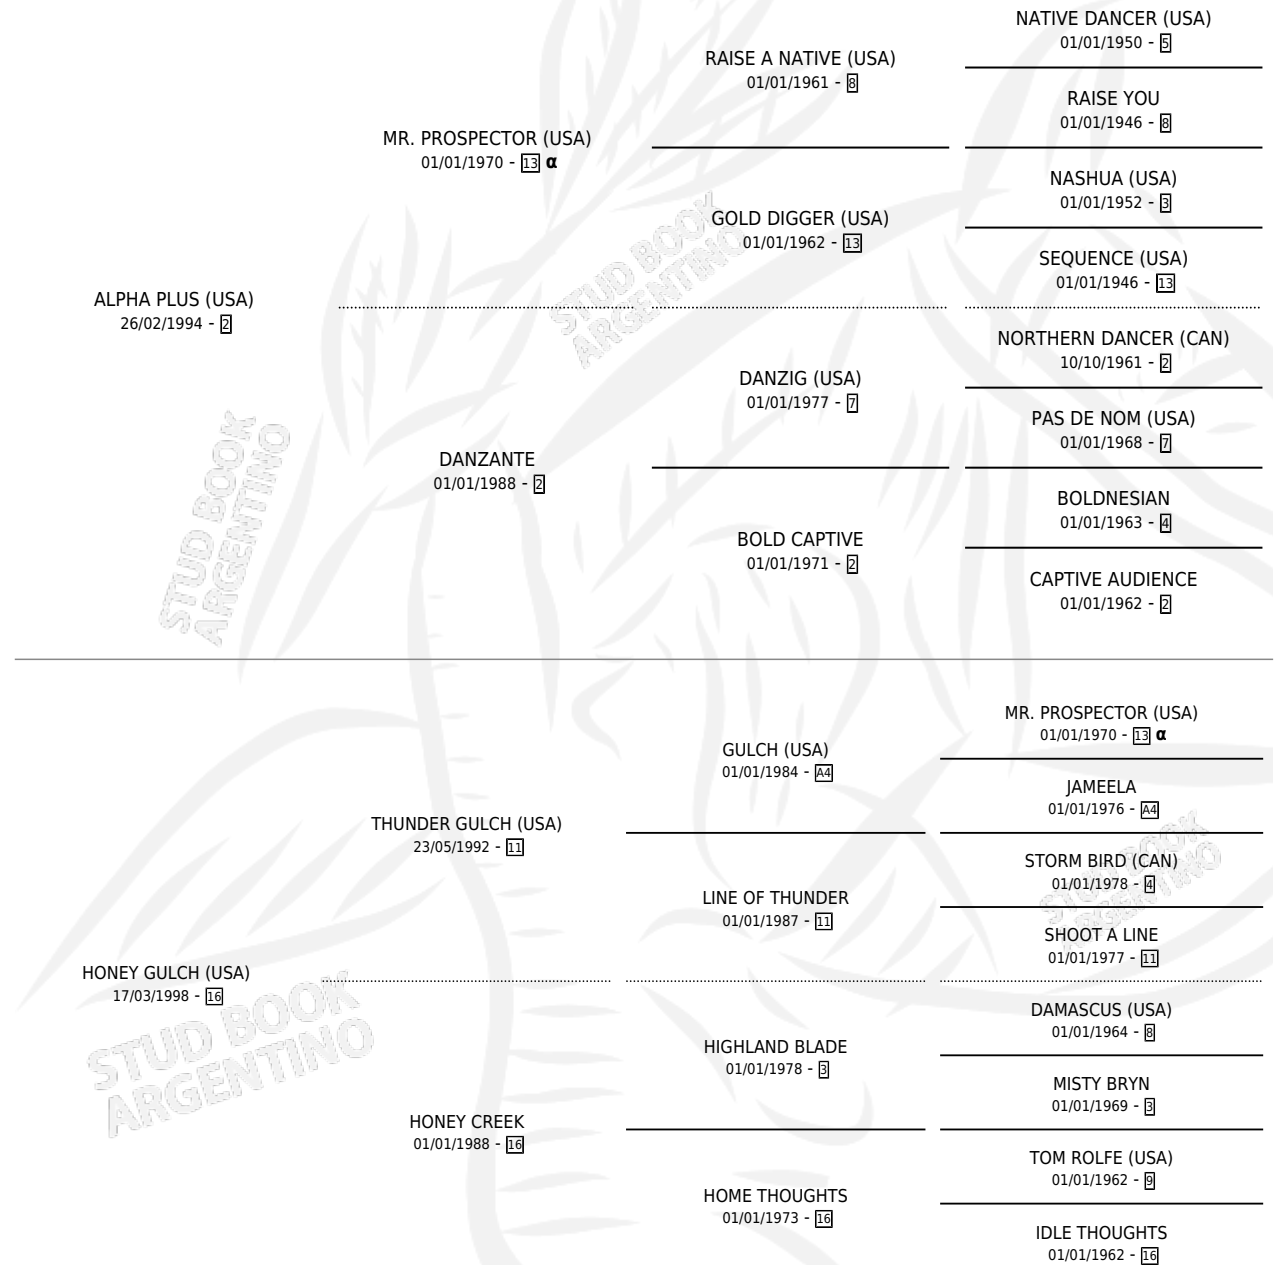 NATIVE DANCER (USA)
01/01/1950 - 5
RAISE A NATIVE (USA)
01/01/1961 - 8
RAISE YOU
01/01/1946 - 8
MR. PROSPECTOR (USA)
01/01/1970 - 13 α
NASHUA (USA)
01/01/1952 - 3
GOLD DIGGER (USA)
01/01/1962 - 13
SEQUENCE (USA)
01/01/1946 - 13
ALPHA PLUS (USA)
26/02/1994 - 2
NORTHERN DANCER (CAN)
10/10/1961 - 2
DANZIG (USA)
01/01/1977 - 7
PAS DE NOM (USA)
01/01/1968 - 7
DANZANTE
01/01/1988 - 2
BOLDNESIAN
01/01/1963 - 4
BOLD CAPTIVE
01/01/1971 - 2
CAPTIVE AUDIENCE
01/01/1962 - 2
MR. PROSPECTOR (USA)
01/01/1970 - 13 α
GULCH (USA)
01/01/1984 - A4
JAMEELA
01/01/1976 - A4
THUNDER GULCH (USA)
23/05/1992 - 11
STORM BIRD (CAN)
01/01/1978 - 4
LINE OF THUNDER
01/01/1987 - 11
SHOOT A LINE
01/01/1977 - 11
HONEY GULCH (USA)
17/03/1998 - 16
DAMASCUS (USA)
01/01/1964 - 8
HIGHLAND BLADE
01/01/1978 - 3
MISTY BRYN
01/01/1969 - 3
HONEY CREEK
01/01/1988 - 16
TOM ROLFE (USA)
01/01/1962 - 9
HOME THOUGHTS
01/01/1973 - 16
IDLE THOUGHTS
01/01/1962 - 16
STUD BOOK
ARGENTINO
STUD BOOK
ARGENTINO
STUD BOOK
ARGENTINO
STUD BOOK
ARGENTINO